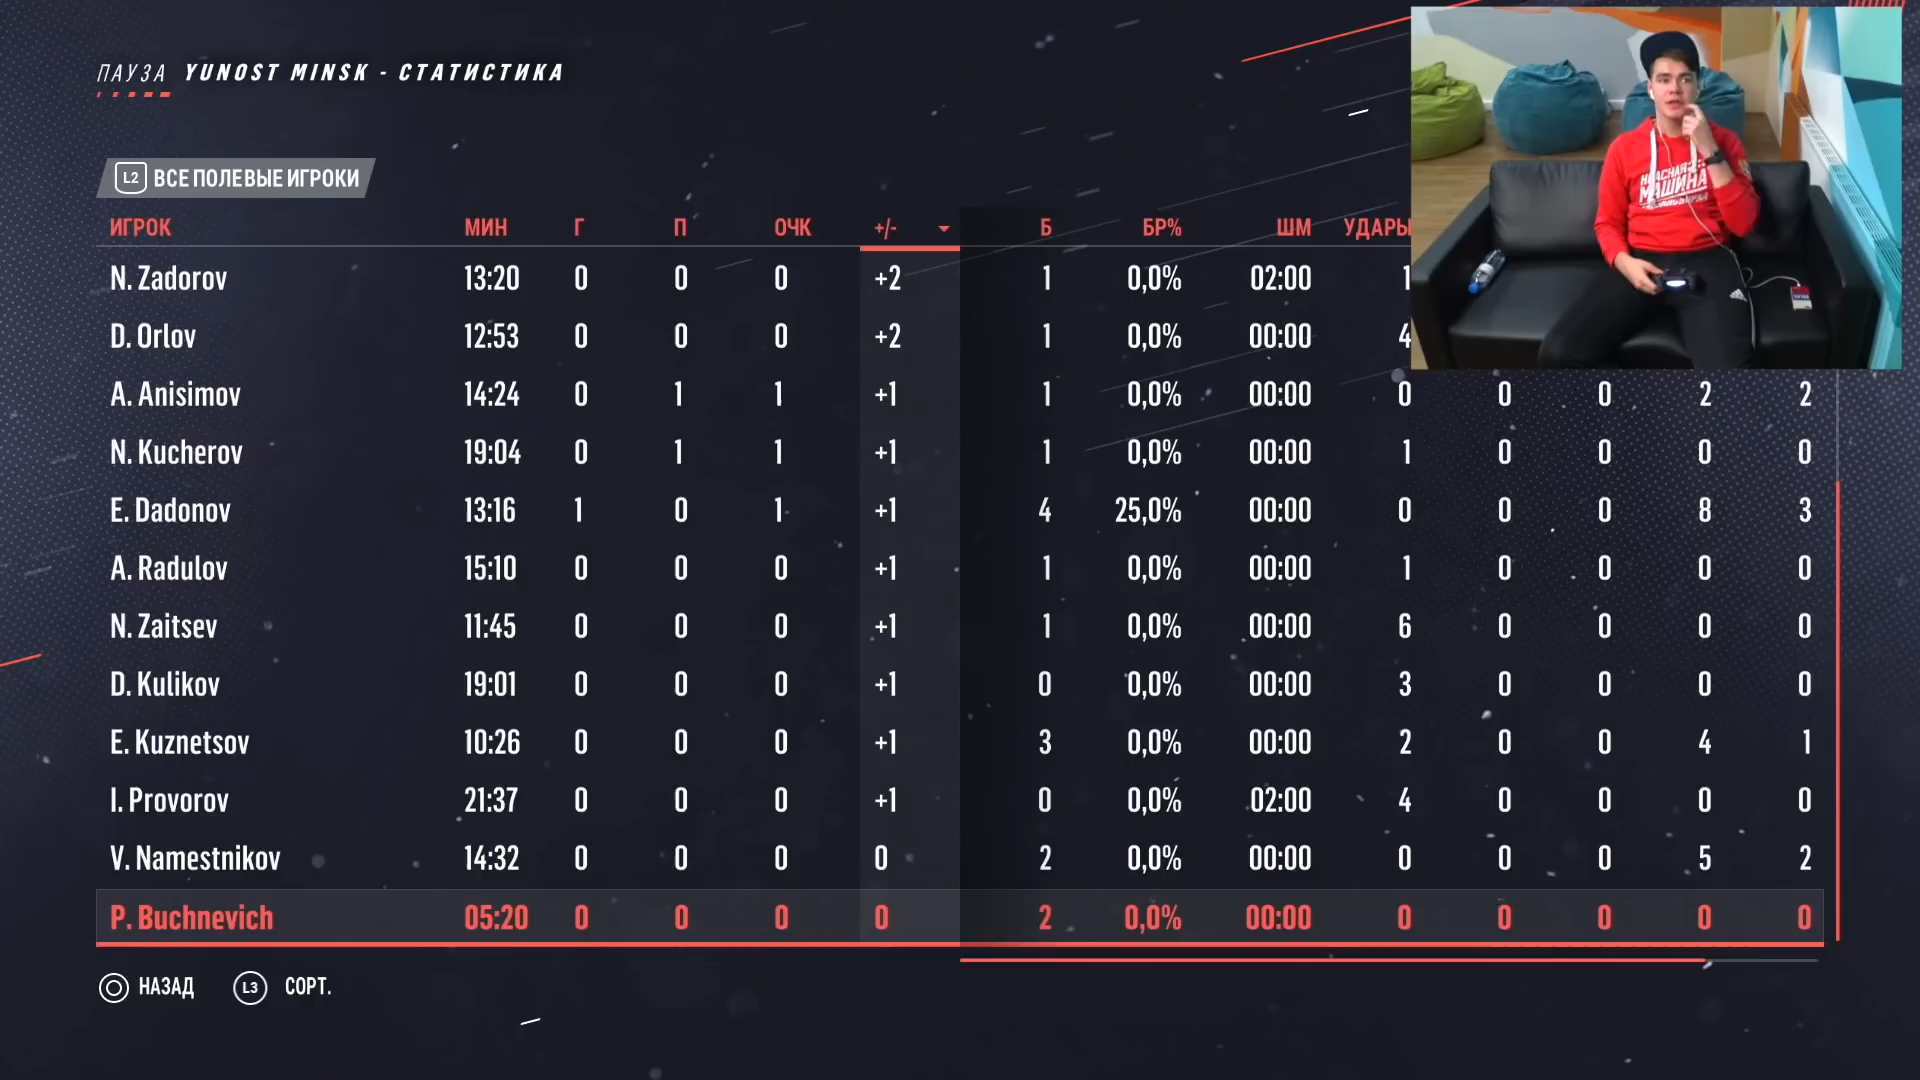 ПАУЗА YUNOST MINSK - СТАТИСТИКА
L2 ВСЕ ПОЛЕВЫЕ ИГРОКИ
ИГРОК МИН Г П ОЧК +/- Б БР% ШМ УДАРЫ
N. Zadorov 13:20 0 0 0 +2 1 0,0% 02:00 1
D. Orlov 12:53 0 0 0 +2 1 0,0% 00:00 4
A. Anisimov 14:24 0 1 1 +1 1 0,0% 00:00 0 0 0 2 2
N. Kucherov 19:04 0 1 1 +1 1 0,0% 00:00 1 0 0 0 0
E. Dadonov 13:16 1 0 1 +1 4 25,0% 00:00 0 0 0 8 3
A. Radulov 15:10 0 0 0 +1 1 0,0% 00:00 1 0 0 0 0
N. Zaitsev 11:45 0 0 0 +1 1 0,0% 00:00 6 0 0 0 0
D. Kulikov 19:01 0 0 0 +1 0 0,0% 00:00 3 0 0 0 0
E. Kuznetsov 10:26 0 0 0 +1 3 0,0% 00:00 2 0 0 4 1
I. Provorov 21:37 0 0 0 +1 0 0,0% 02:00 4 0 0 0 0
V. Namestnikov 14:32 0 0 0 0 2 0,0% 00:00 0 0 0 5 2
P. Buchnevich 05:20 0 0 0 0 2 0,0% 00:00 0 0 0 0 0
НАЗАД L3 СОРТ.
МАШИНА